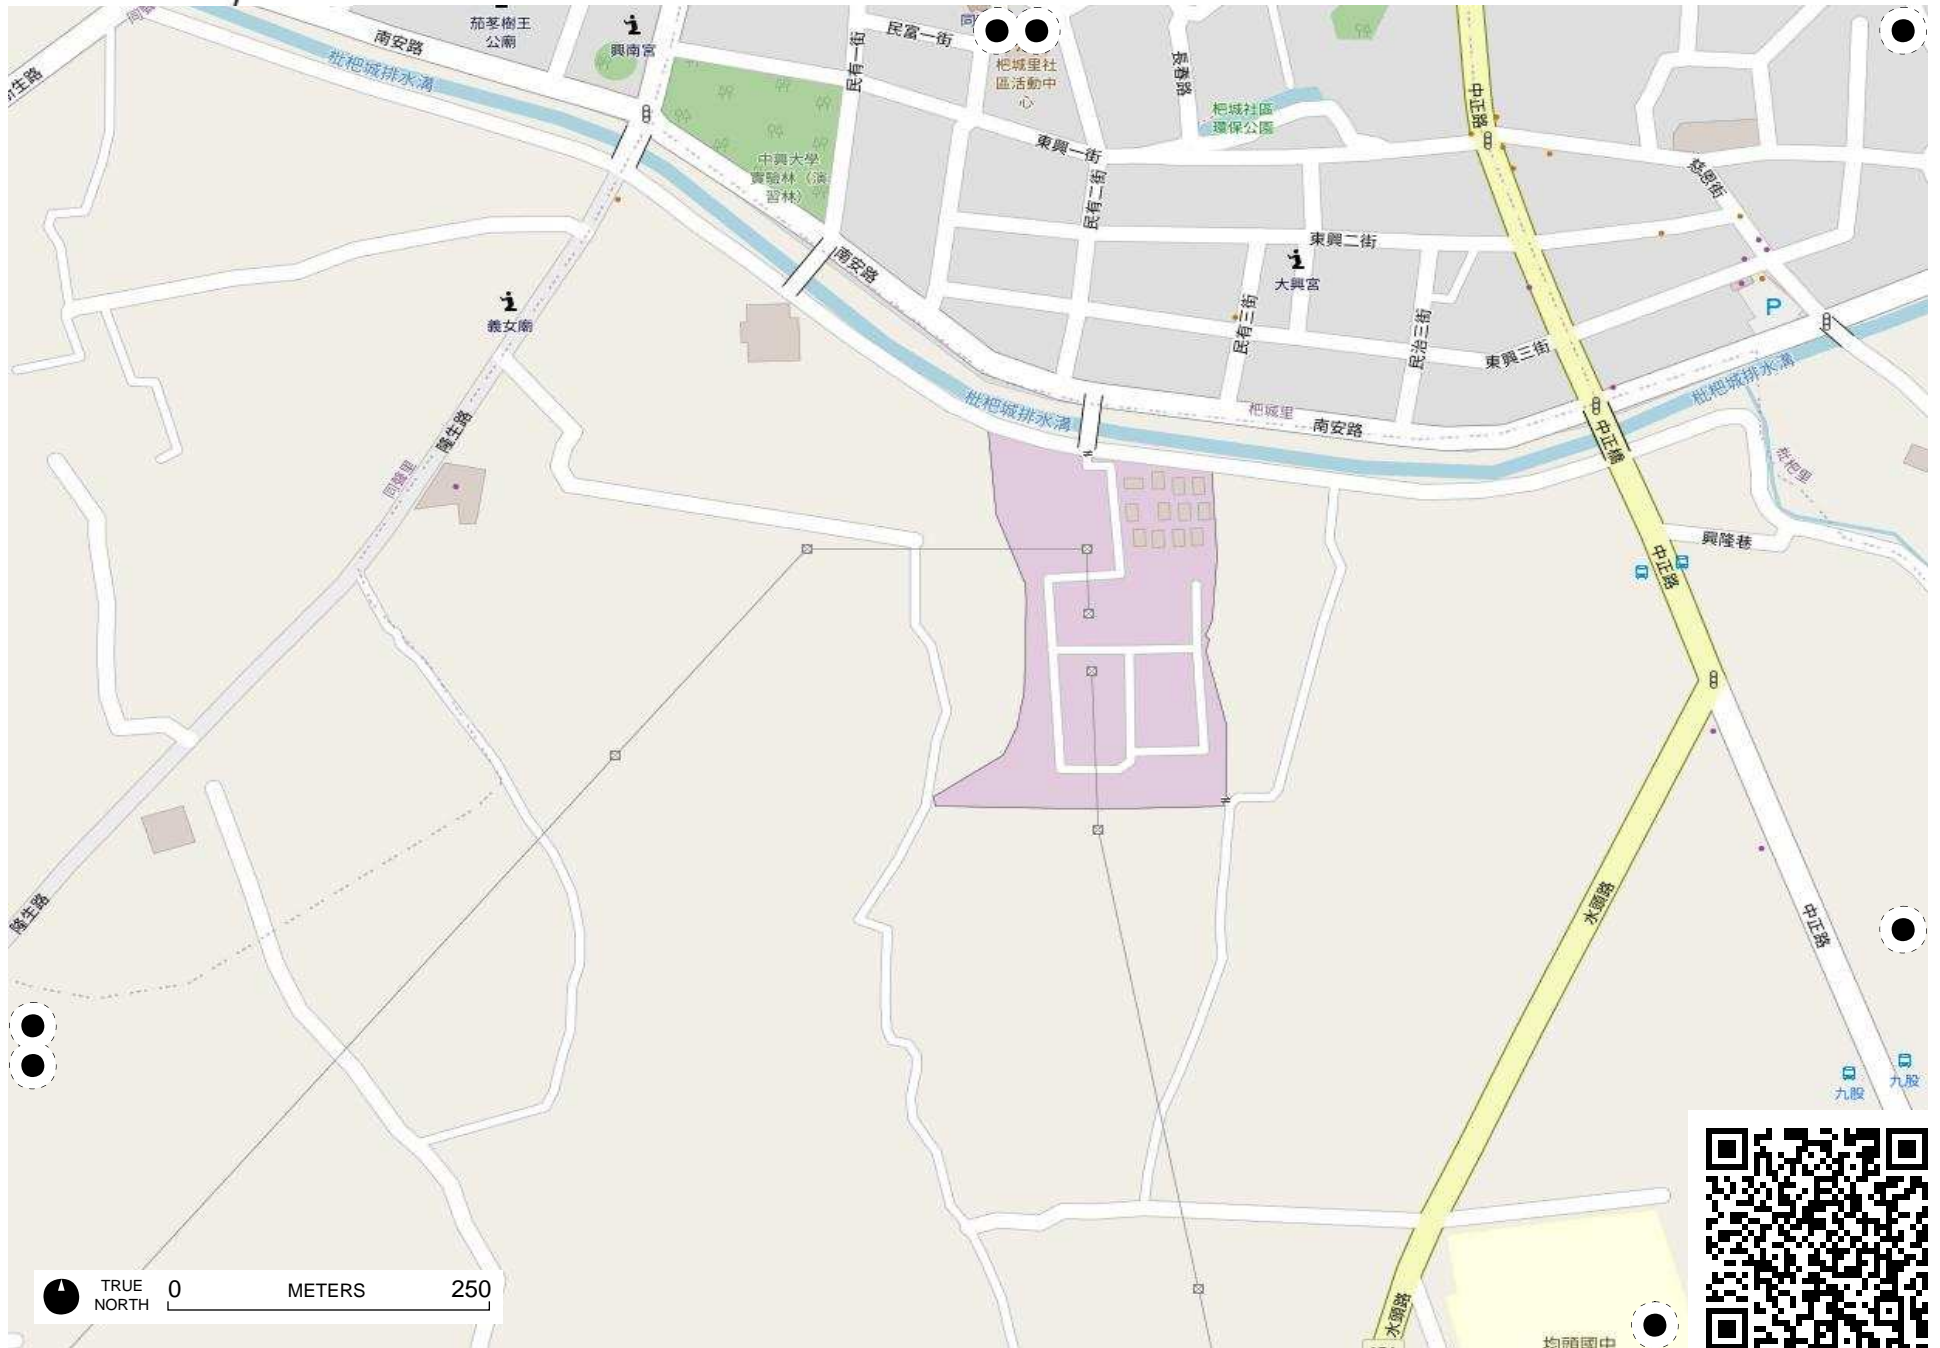 南安路
茄苳樹王
公廟
興南宮
枇杷城排水溝
民有一街
民富一街
杷城里社
區活動中
心
長春路
杷城社區
環保公園
中正路
慈恩街
東興一街
民有二街
中興大學
實驗林（演
習林）
南安路
東興二街
大興宮
民有三街
民治三街
東興三街
P
義女廟
枇杷城排水溝
杷城里
南安路
枇杷城排水溝
中正橋
枇杷里
隆生路
同聲里
興隆巷
中正路
隆生路
水頭路
中正路
九股
九股
TRUE
NORTH
0 METERS 250
水頭路
均頭國中